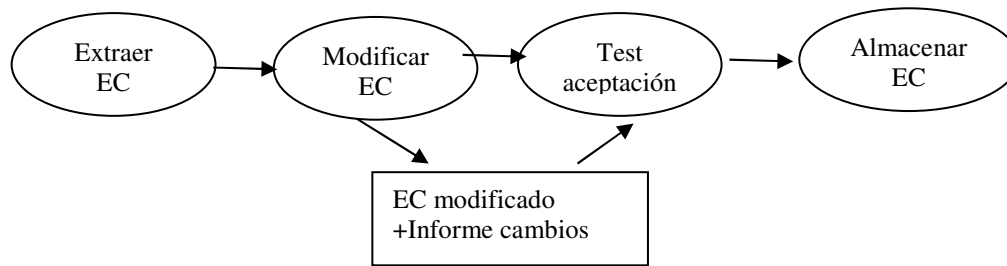 Extraer
EC
Modificar
EC
Test
aceptación
Almacenar
EC
EC modificado
+Informe cambios